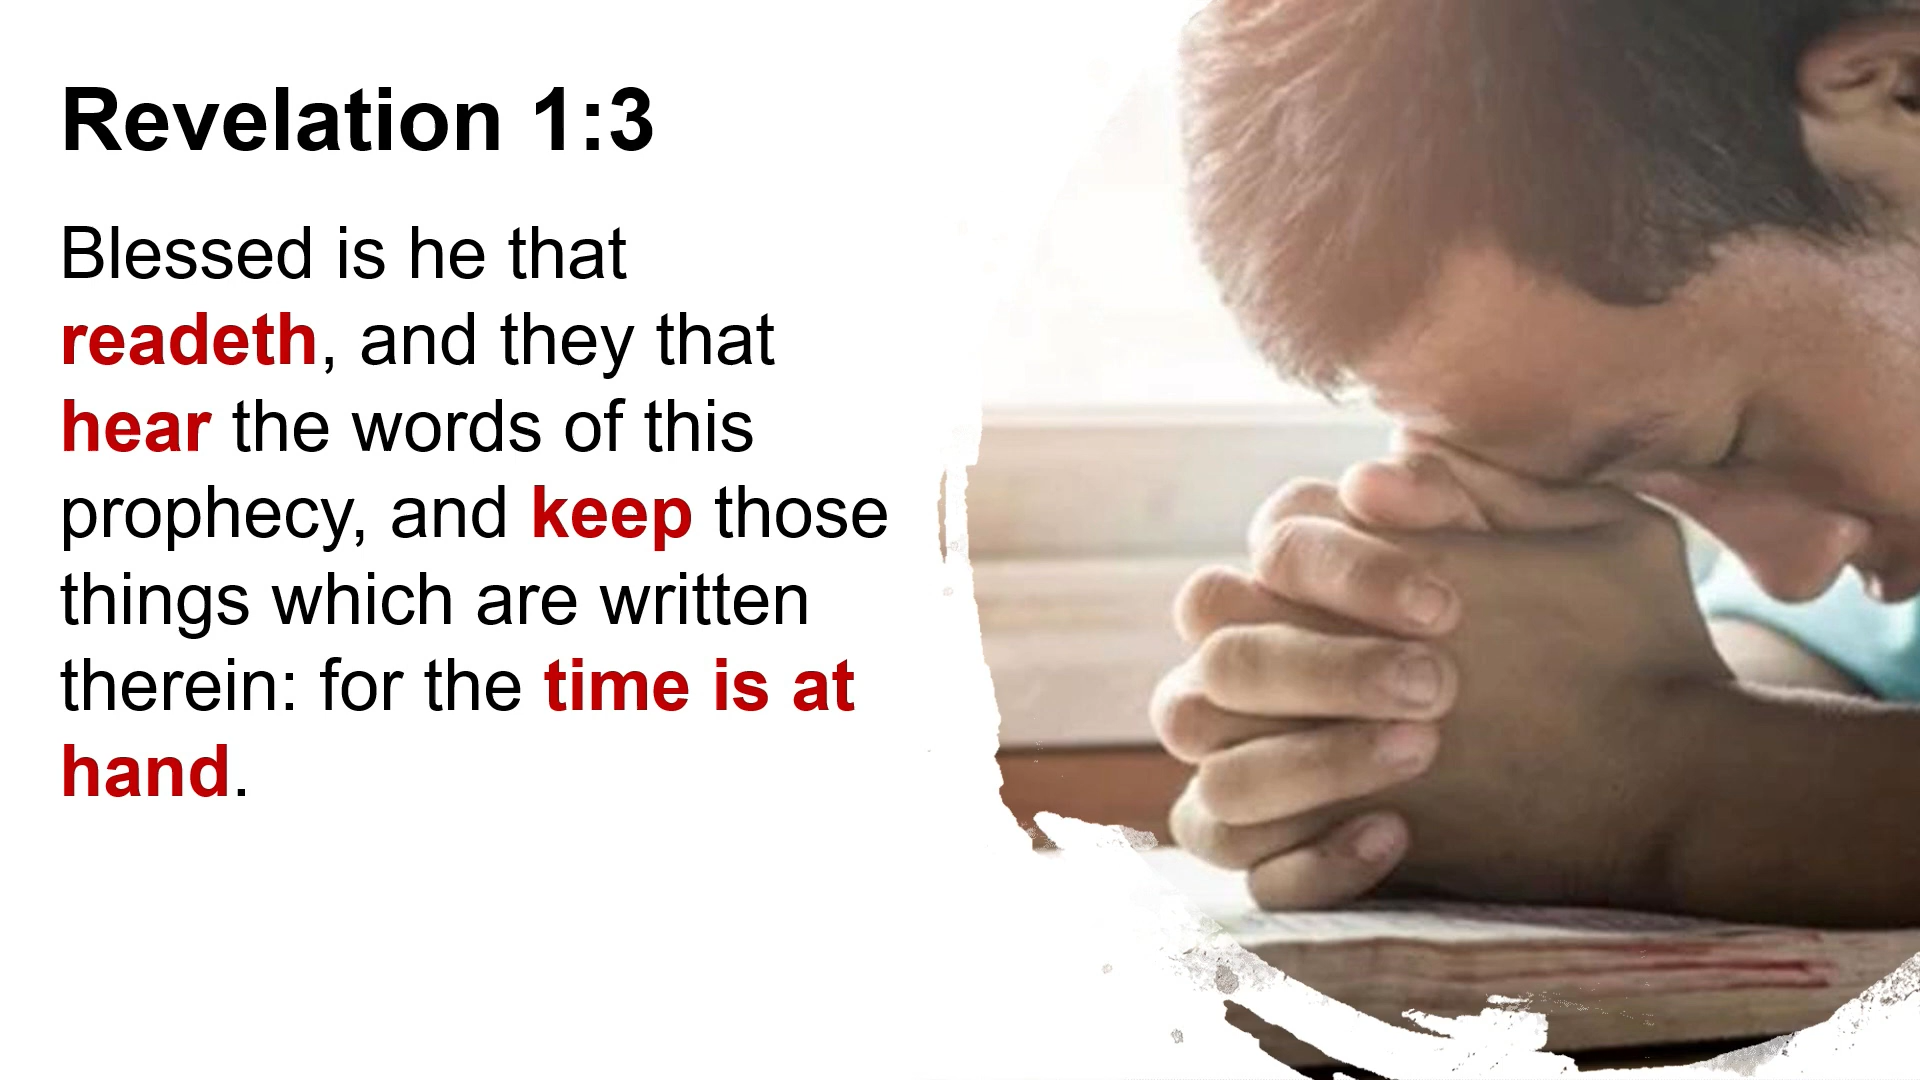 Revelation 1:3
Blessed is he that
readeth, and they that
hear the words of this
prophecy, and keep those
things which are written
therein: for the time is at
hand.